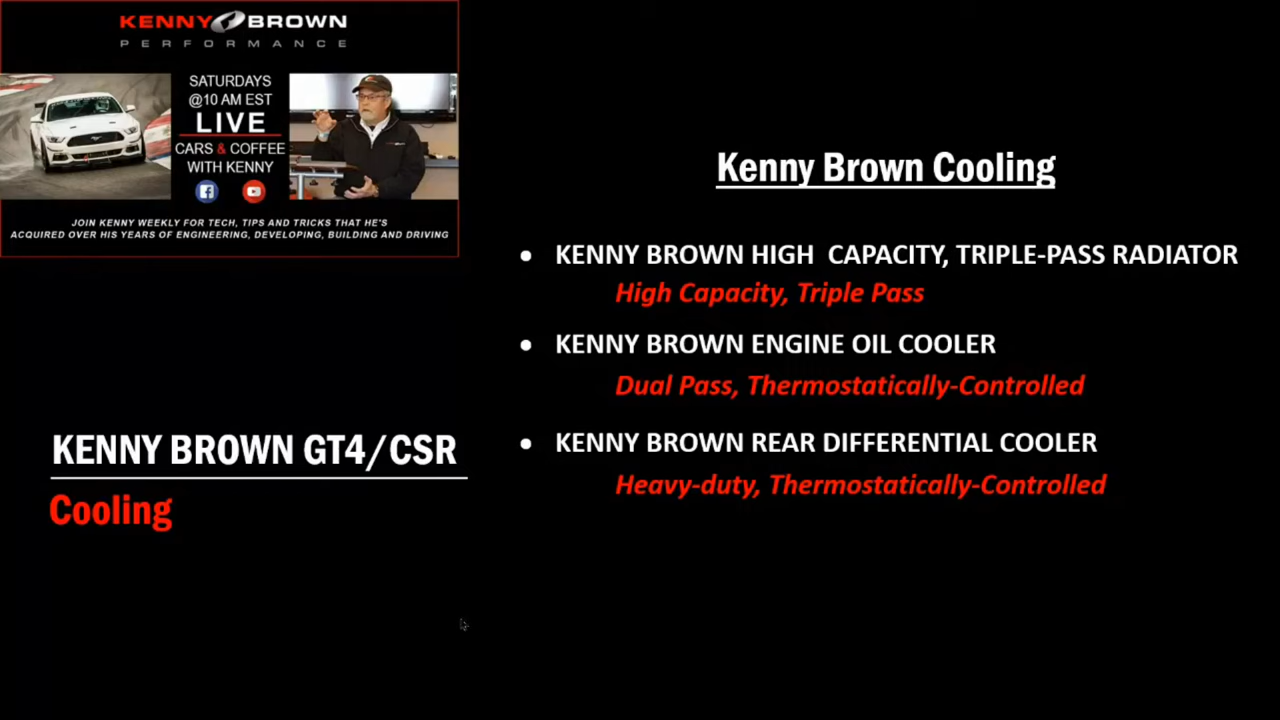 KENNY BROWN
PERFORMANCE
SATURDAYS
@10 AM EST
LIVE
CARS & COFFEE
WITH KENNY
JOIN KENNY WEEKLY FOR TECH, TIPS AND TRICKS THAT HE'S
ACQUIRED OVER HIS YEARS OF ENGINEERING, DEVELOPING, BUILDING AND DRIVING
KENNY BROWN GT4/CSR
Cooling
Kenny Brown Cooling
• KENNY BROWN HIGH CAPACITY, TRIPLE-PASS RADIATOR
High Capacity, Triple Pass
• KENNY BROWN ENGINE OIL COOLER
Dual Pass, Thermostatically-Controlled
• KENNY BROWN REAR DIFFERENTIAL COOLER
Heavy-duty, Thermostatically-Controlled